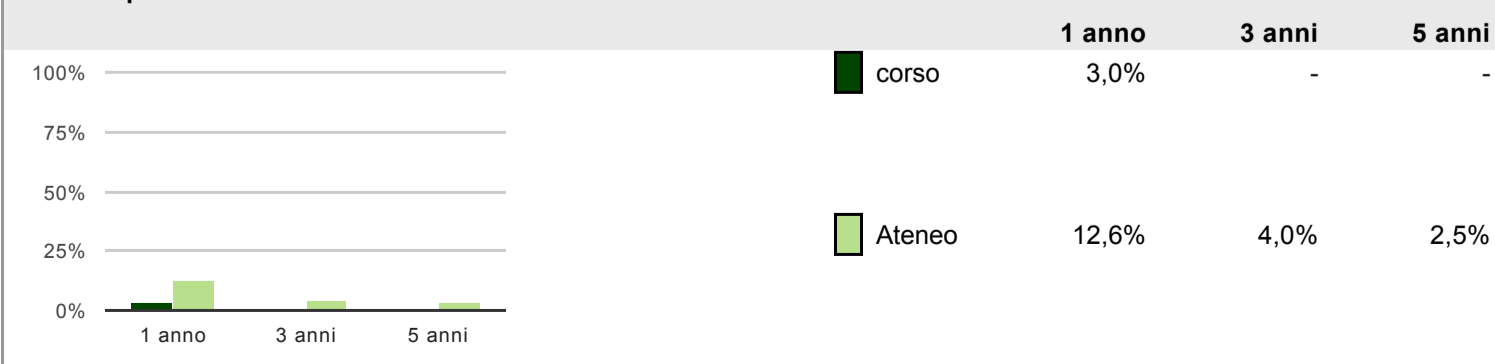 1 anno 3 anni 5 anni
100%
75%
50%
25%
0%
1 anno 3 anni 5 anni
corso 3,0% - -
Ateneo 12,6% 4,0% 2,5%